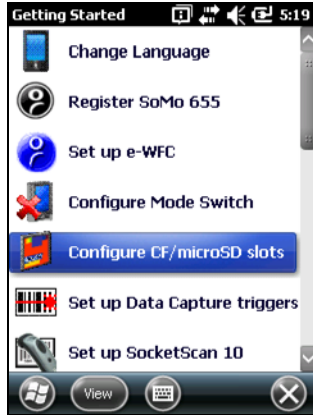 Getting Started 5:19
Change Language
Register SoMo 655
Set up e-WFC
Configure Mode Switch
Configure CF/microSD slots
Set up Data Capture triggers
Set up SocketScan 10
View